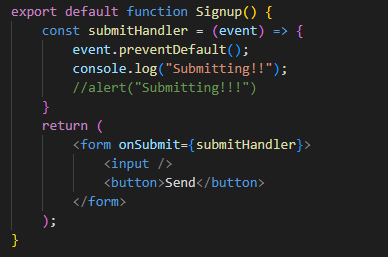 export default function Signup() {
    const submitHandler = (event) => {
        event.preventDefault();
        console.log("Submitting!!");
        //alert("Submitting!!!")
    }
    return (
        <form onSubmit={submitHandler}>
            <input />
            <button>Send</button>
        </form>
    );
}